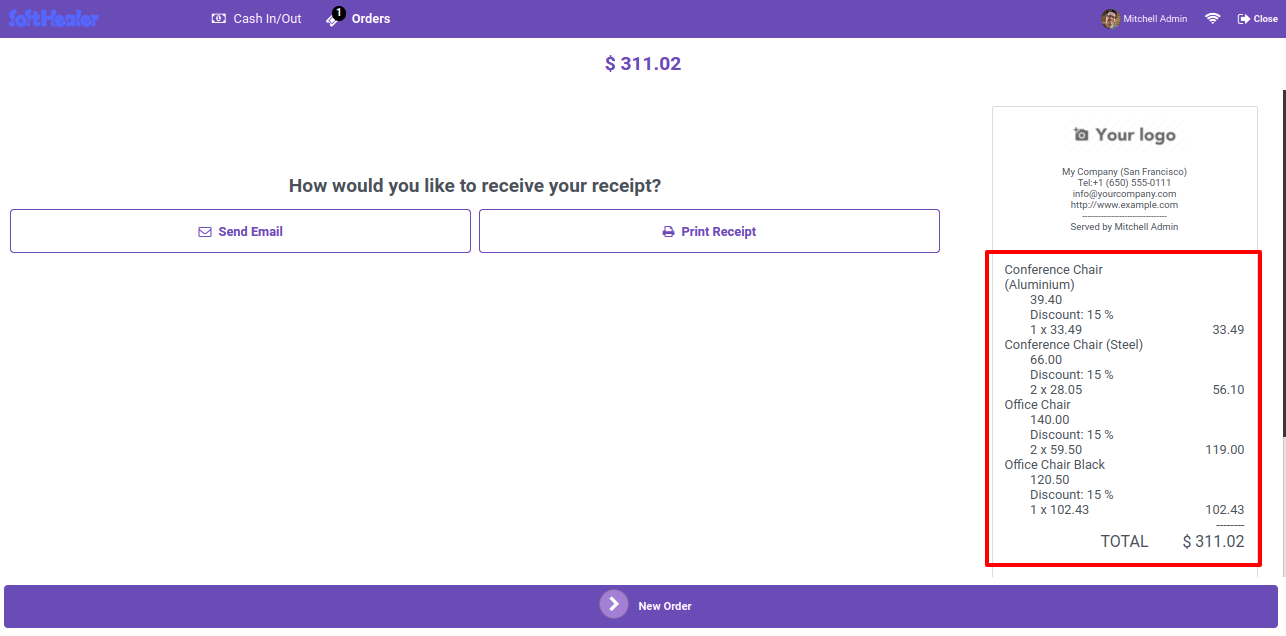 SoftHealer
Cash In/Out
1
Orders
Mitchell Admin
Close
$ 311.02
How would you like to receive your receipt?
Send Email
Print Receipt
Your logo
My Company (San Francisco)
Tel:+1 (650) 555-0111
info@yourcompany.com
http://www.example.com
--------------------------------
Served by Mitchell Admin
Conference Chair
(Aluminium)
39.40
Discount: 15 %
1 x 33.49 33.49
Conference Chair (Steel)
66.00
Discount: 15 %
2 x 28.05 56.10
Office Chair
140.00
Discount: 15 %
2 x 59.50 119.00
Office Chair Black
120.50
Discount: 15 %
1 x 102.43 102.43
--------
TOTAL $ 311.02
New Order